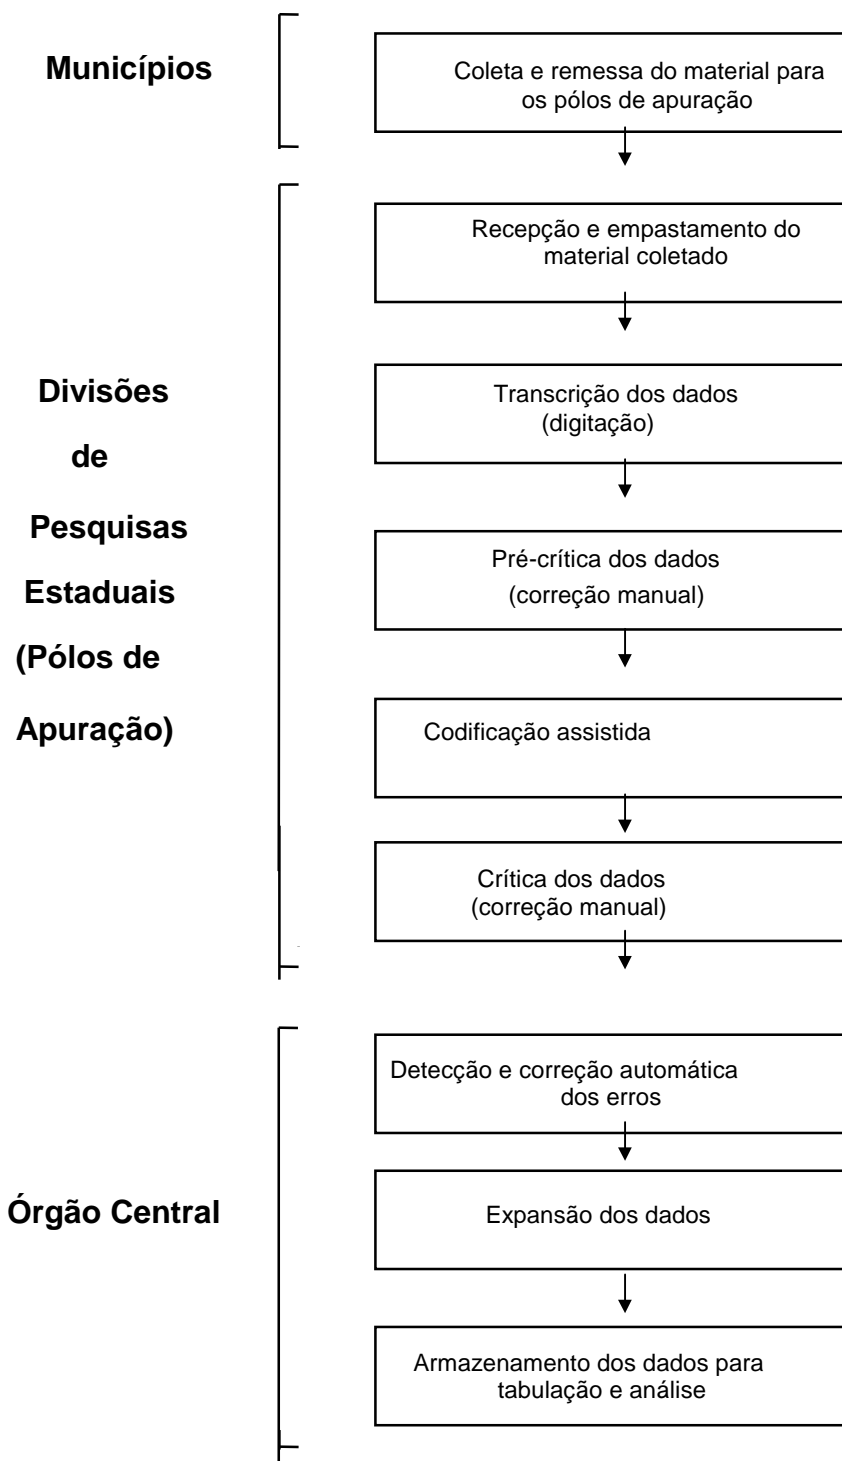 Municípios
Coleta e remessa do material para
os pólos de apuração
Recepção e empastamento do
material coletado
Divisões
de
Pesquisas
Estaduais
(Pólos de
Apuração)
Transcrição dos dados
(digitação)
Pré-crítica dos dados
(correção manual)
Codificação assistida
Crítica dos dados
(correção manual)
Órgão Central
Detecção e correção automática
dos erros
Expansão dos dados
Armazenamento dos dados para
tabulação e análise